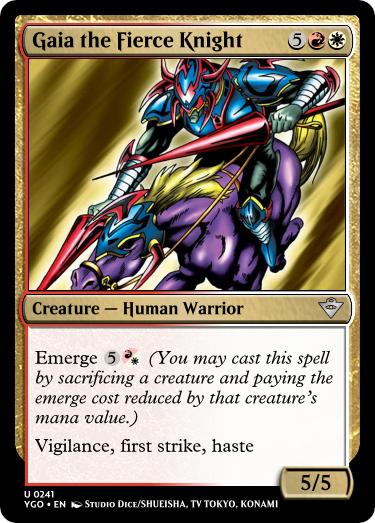 Gaia the Fierce Knight 5
Creature — Human Warrior
Emerge 5 (You may cast this spell
by sacrificing a creature and paying the
emerge cost reduced by that creature's
mana value.)
Vigilance, first strike, haste
5/5
U 0241
YGO • EN Studio Dice/SHUEISHA, TV TOKYO, KONAMI